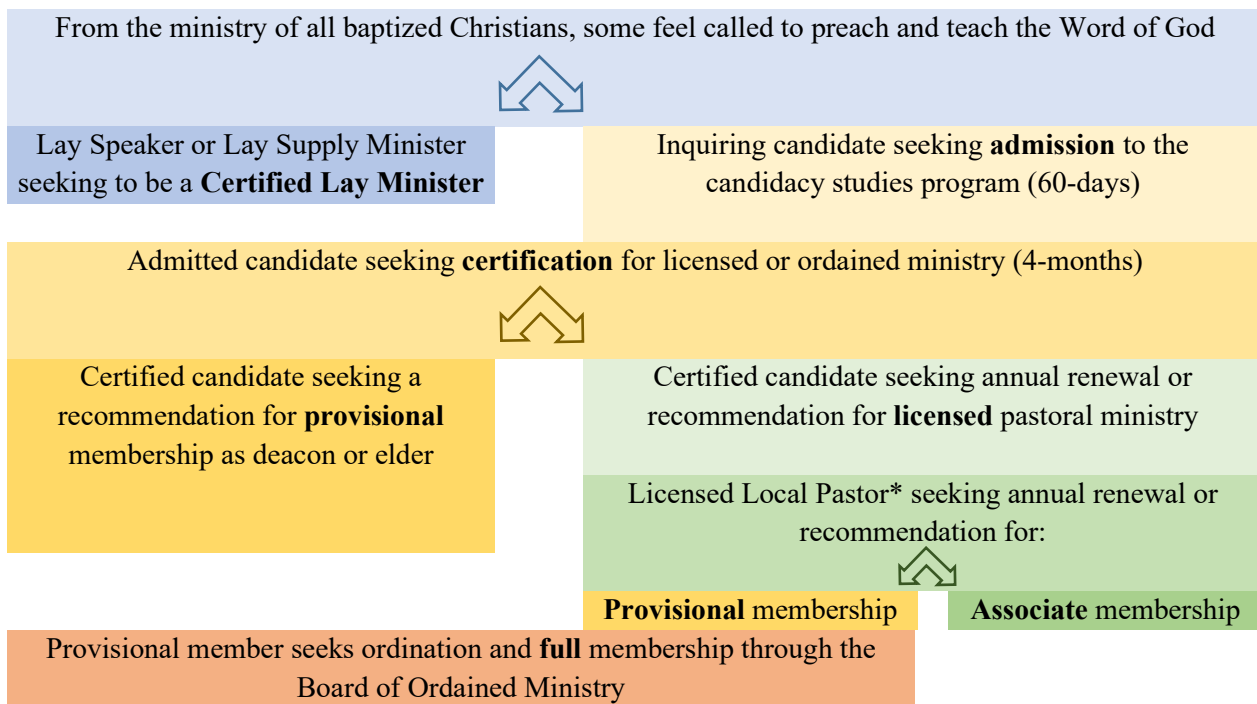 From the ministry of all baptized Christians, some feel called to preach and teach the Word of God
Lay Speaker or Lay Supply Minister
seeking to be a Certified Lay Minister
Inquiring candidate seeking admission to the
candidacy studies program (60-days)
Admitted candidate seeking certification for licensed or ordained ministry (4-months)
Certified candidate seeking a
recommendation for provisional
membership as deacon or elder
Certified candidate seeking annual renewal or
recommendation for licensed pastoral ministry
Licensed Local Pastor* seeking annual renewal or
recommendation for:
Provisional membership
Associate membership
Provisional member seeks ordination and full membership through the
Board of Ordained Ministry